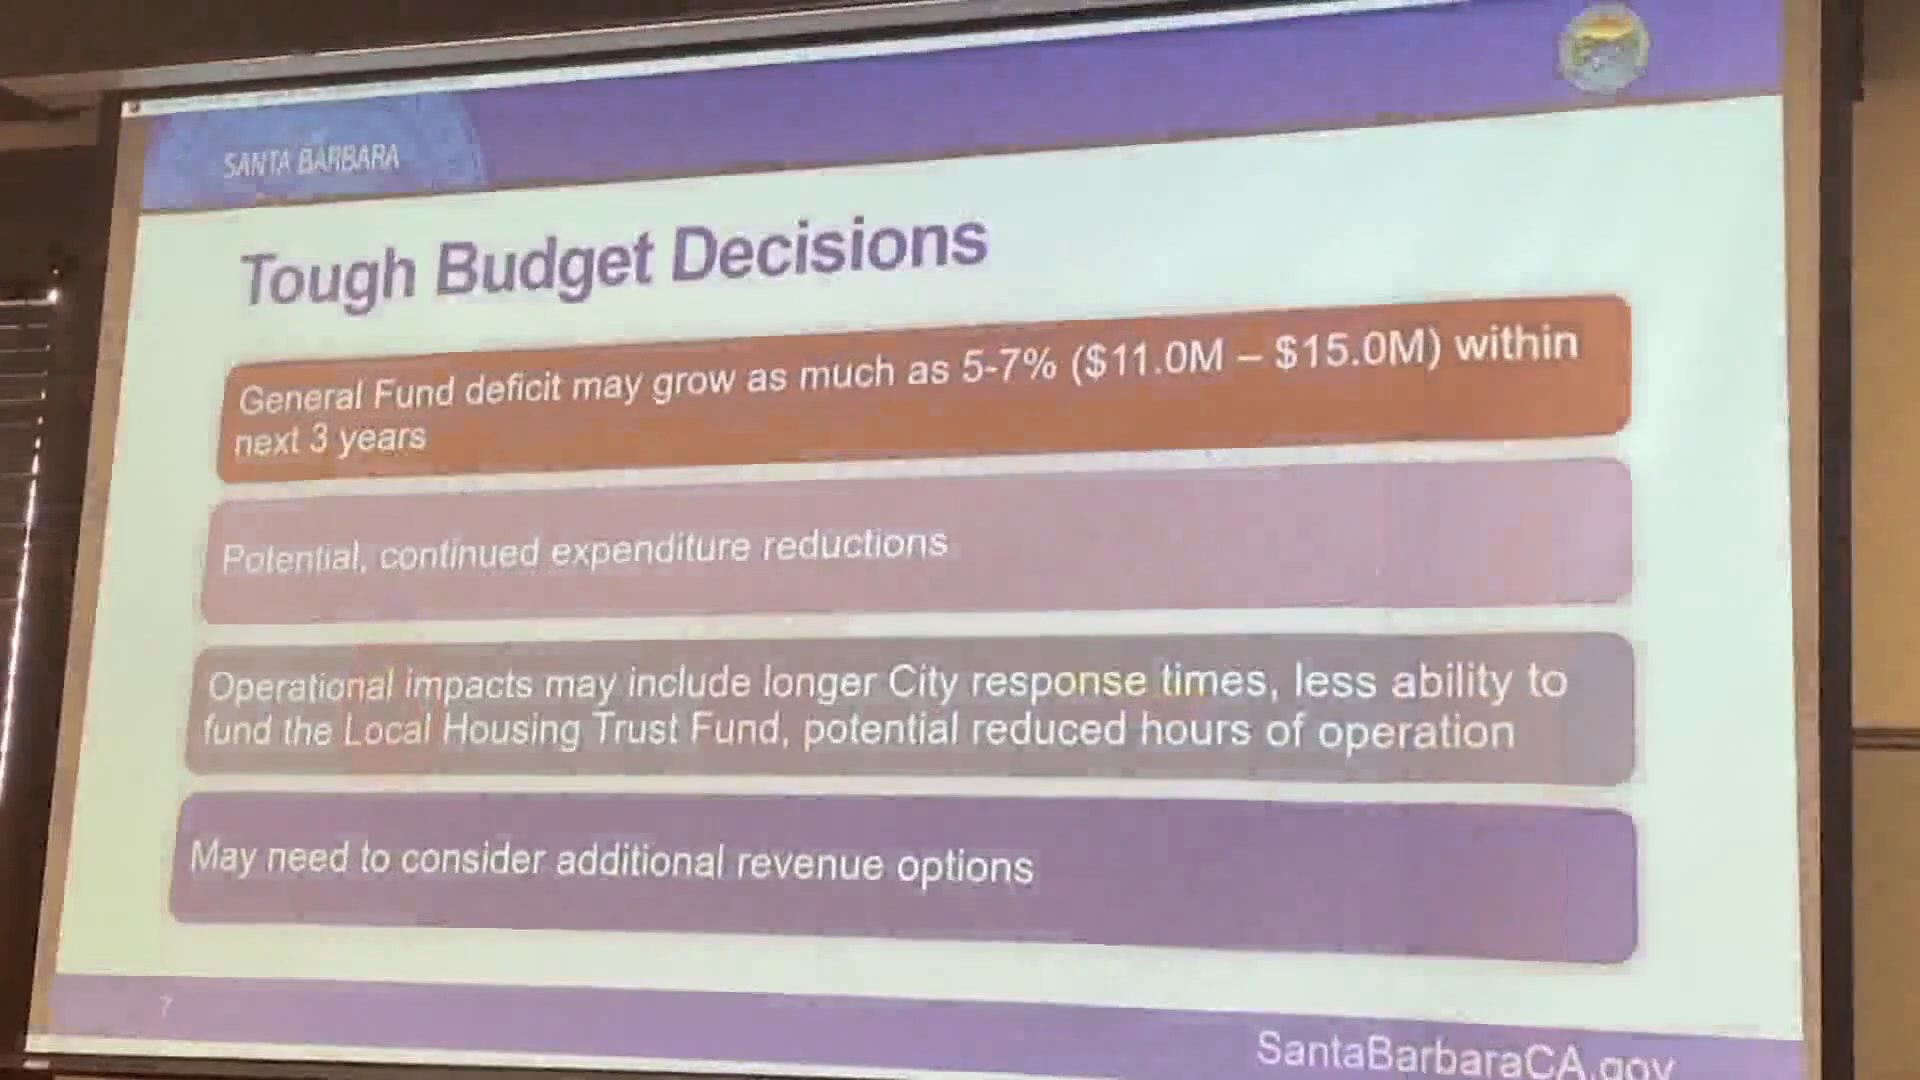 SANTA BARBARA
Tough Budget Decisions
General Fund deficit may grow as much as 5-7% ($11.0M – $15.0M) within
next 3 years
Potential, continued expenditure reductions
Operational impacts may include longer City response times, less ability to
fund the Local Housing Trust Fund, potential reduced hours of operation
May need to consider additional revenue options
7
SantaBarbaraCA.gov